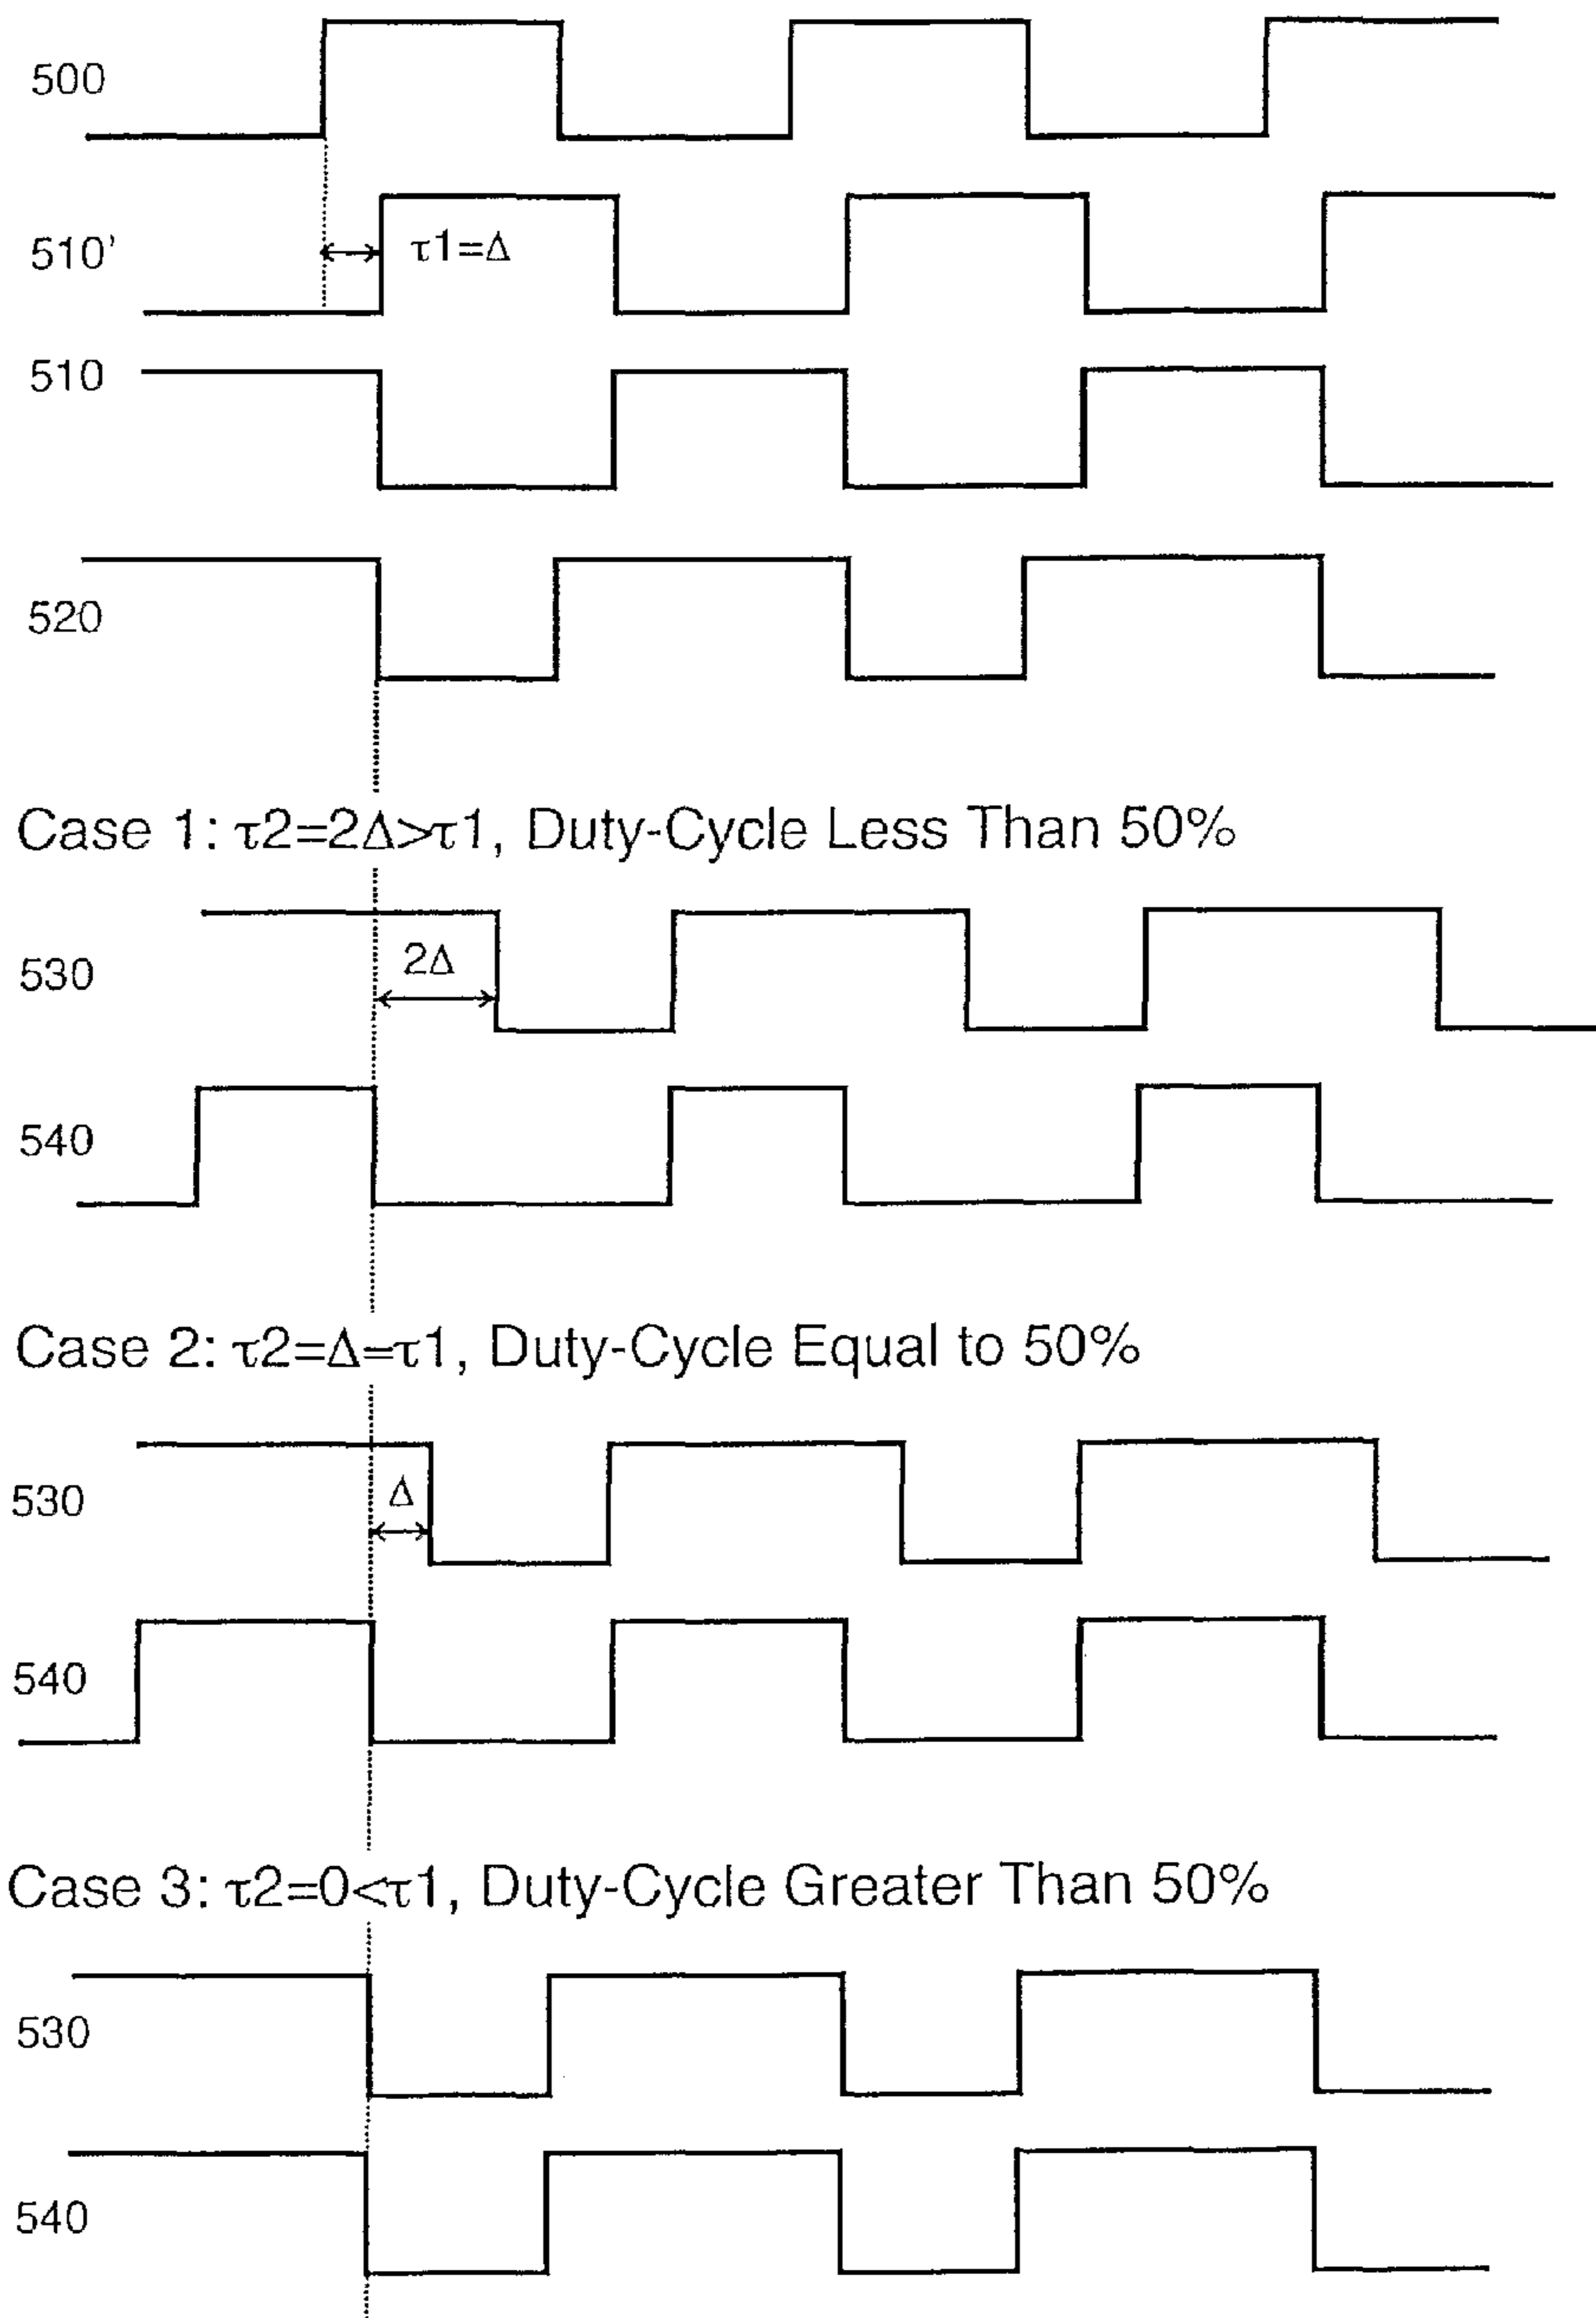 500
510' τ1=Δ
510
520
Case 1: τ2=2Δ>τ1, Duty-Cycle Less Than 50%
2Δ
530
540
Case 2: τ2=Δ=τ1, Duty-Cycle Equal to 50%
Δ
530
540
Case 3: τ2=0<τ1, Duty-Cycle Greater Than 50%
530
540